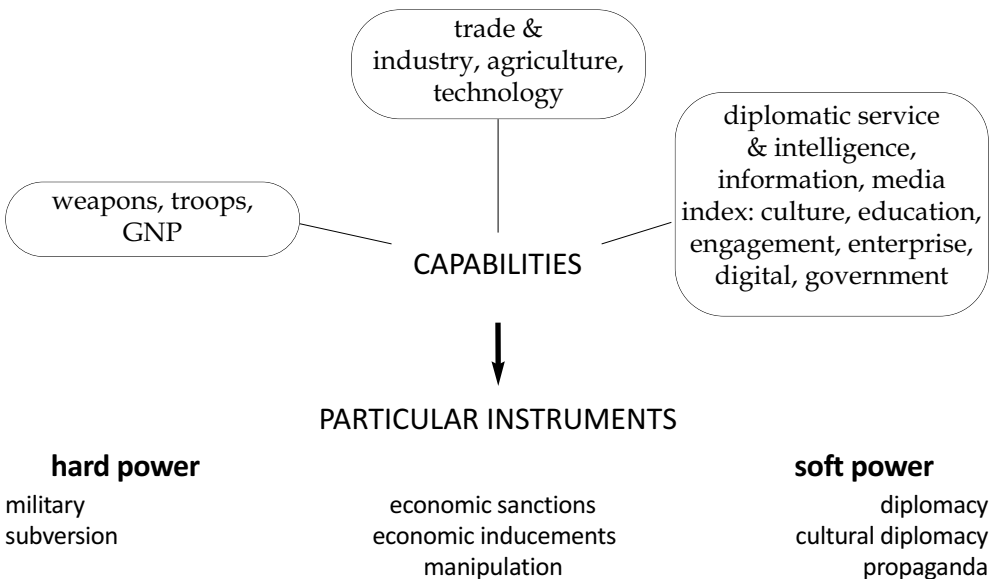 trade &
industry, agriculture,
technology
diplomatic service
& intelligence,
information, media
index: culture, education,
engagement, enterprise,
digital, government
weapons, troops,
GNP
CAPABILITIES
PARTICULAR INSTRUMENTS
hard power
soft power
military
economic sanctions
diplomacy
subversion
economic inducements
cultural diplomacy
manipulation
propaganda